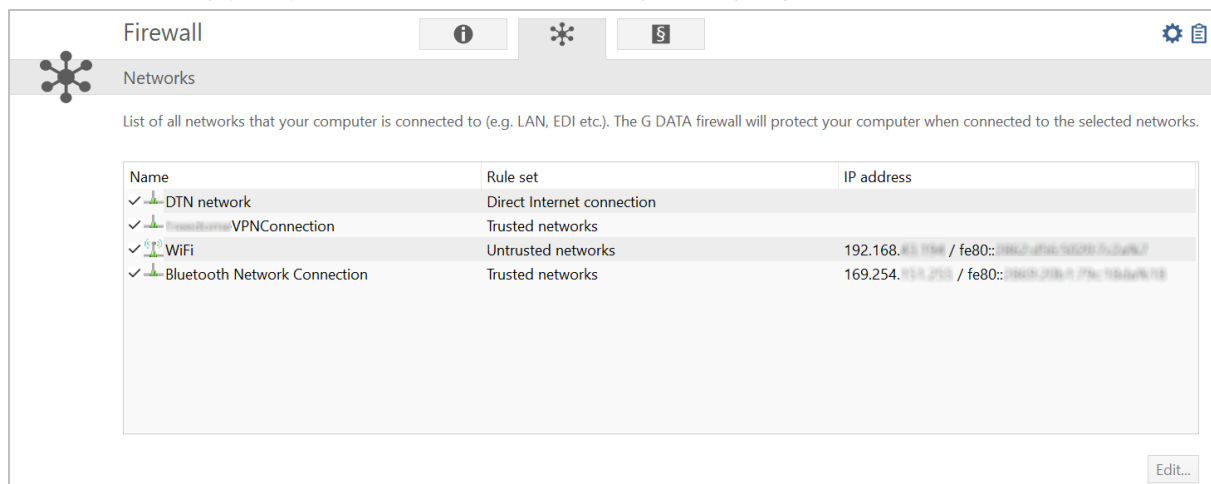 Firewall
§
Networks
List of all networks that your computer is connected to (e.g. LAN, EDI etc.). The G DATA firewall will protect your computer when connected to the selected networks.
Name Rule set IP address
DTN network Direct Internet connection
VPNConnection Trusted networks
WiFi Untrusted networks 192.168. / fe80::
Bluetooth Network Connection Trusted networks 169.254. / fe80::
Edit...